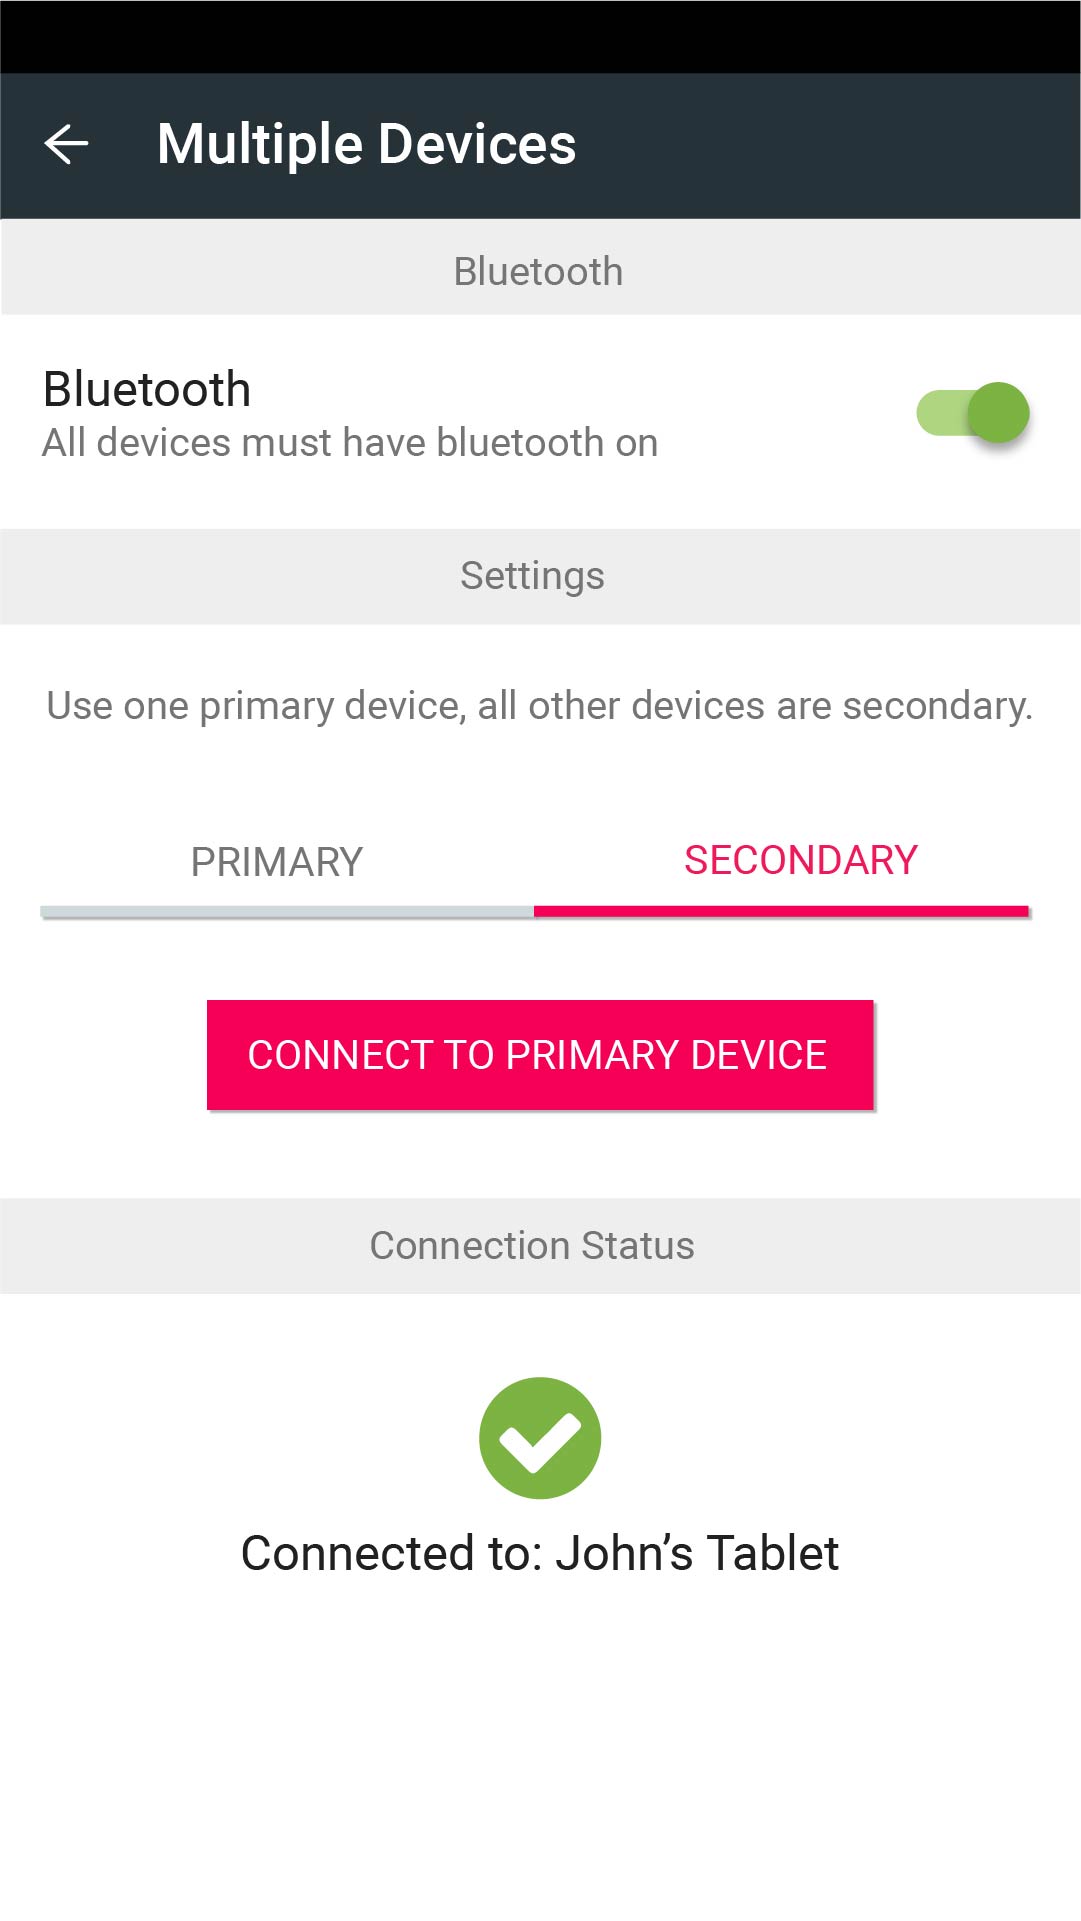 Multiple Devices
Bluetooth
Bluetooth
All devices must have bluetooth on
Settings
Use one primary device, all other devices are secondary.
PRIMARY
SECONDARY
CONNECT TO PRIMARY DEVICE
Connection Status
Connected to: John’s Tablet